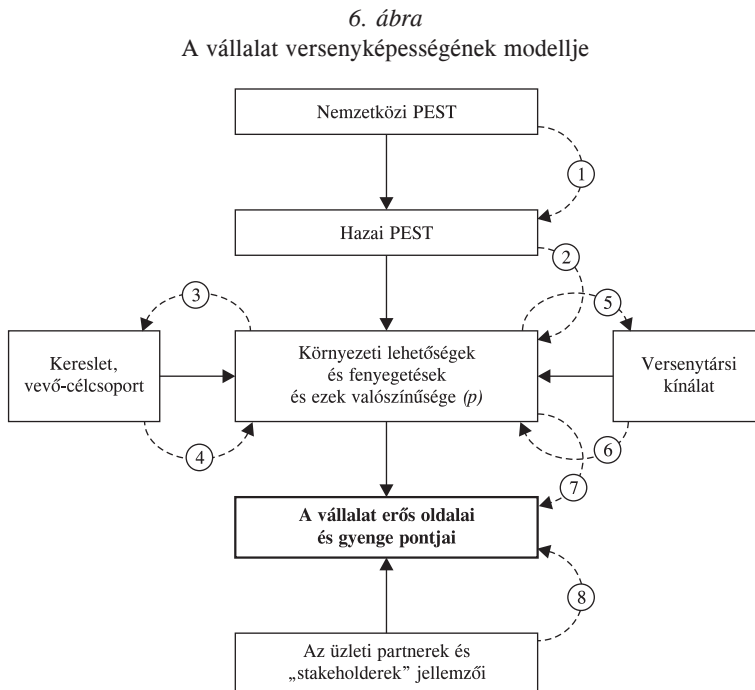 6. ábra
A vállalat versenyképességének modellje
Nemzetközi PEST
1
Hazai PEST
2
3
5
Kereslet,
vevő-célcsoport
Környezeti lehetőségek
és fenyegetések
és ezek valószínűsége (p)
Versenytársi
kínálat
4
6
7
A vállalat erős oldalai
és gyenge pontjai
8
Az üzleti partnerek és
„stakeholderek” jellemzői